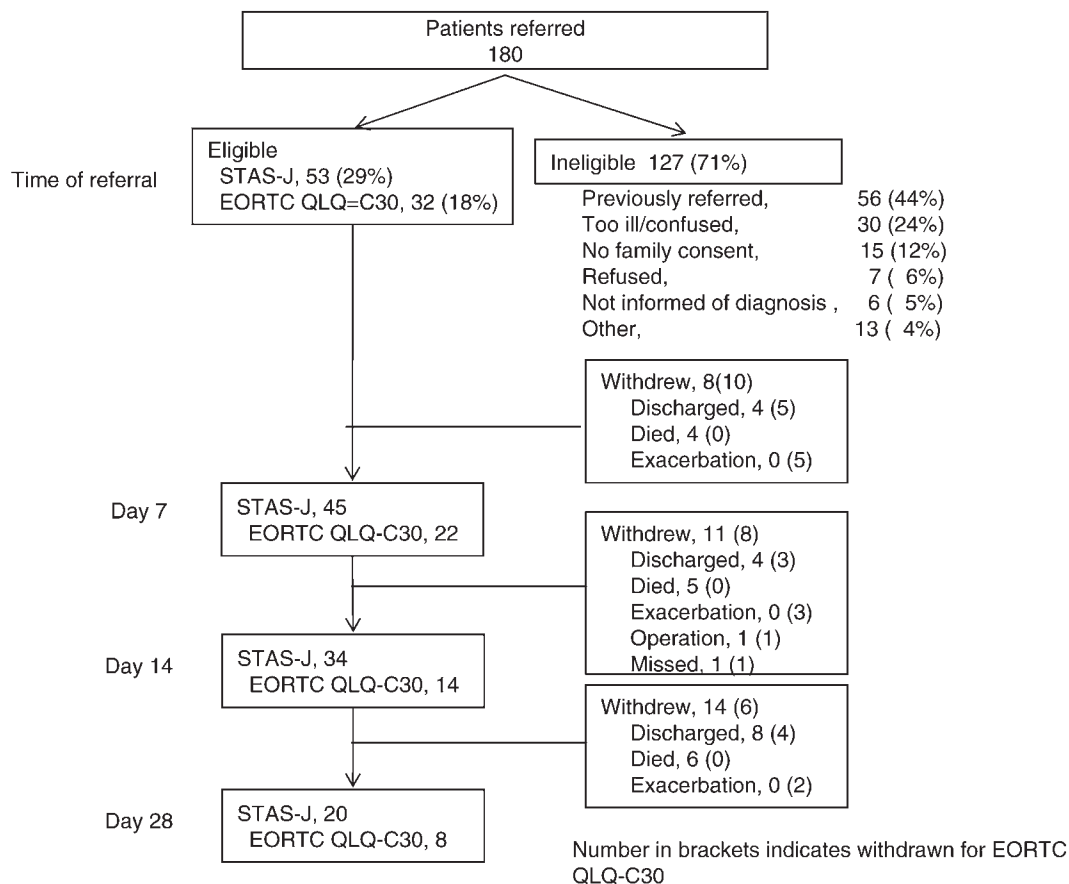 Patients referred
180
Time of referral
Eligible
STAS-J, 53 (29%)
EORTC QLQ=C30, 32 (18%)
Ineligible 127 (71%)
Previously referred, 56 (44%)
Too ill/confused, 30 (24%)
No family consent, 15 (12%)
Refused, 7 ( 6%)
Not informed of diagnosis , 6 ( 5%)
Other, 13 ( 4%)
Withdrew, 8(10)
Discharged, 4 (5)
Died, 4 (0)
Exacerbation, 0 (5)
Day 7
STAS-J, 45
EORTC QLQ-C30, 22
Withdrew, 11 (8)
Discharged, 4 (3)
Died, 5 (0)
Exacerbation, 0 (3)
Operation, 1 (1)
Missed, 1 (1)
Day 14
STAS-J, 34
EORTC QLQ-C30, 14
Withdrew, 14 (6)
Discharged, 8 (4)
Died, 6 (0)
Exacerbation, 0 (2)
Day 28
STAS-J, 20
EORTC QLQ-C30, 8
Number in brackets indicates withdrawn for EORTC
QLQ-C30